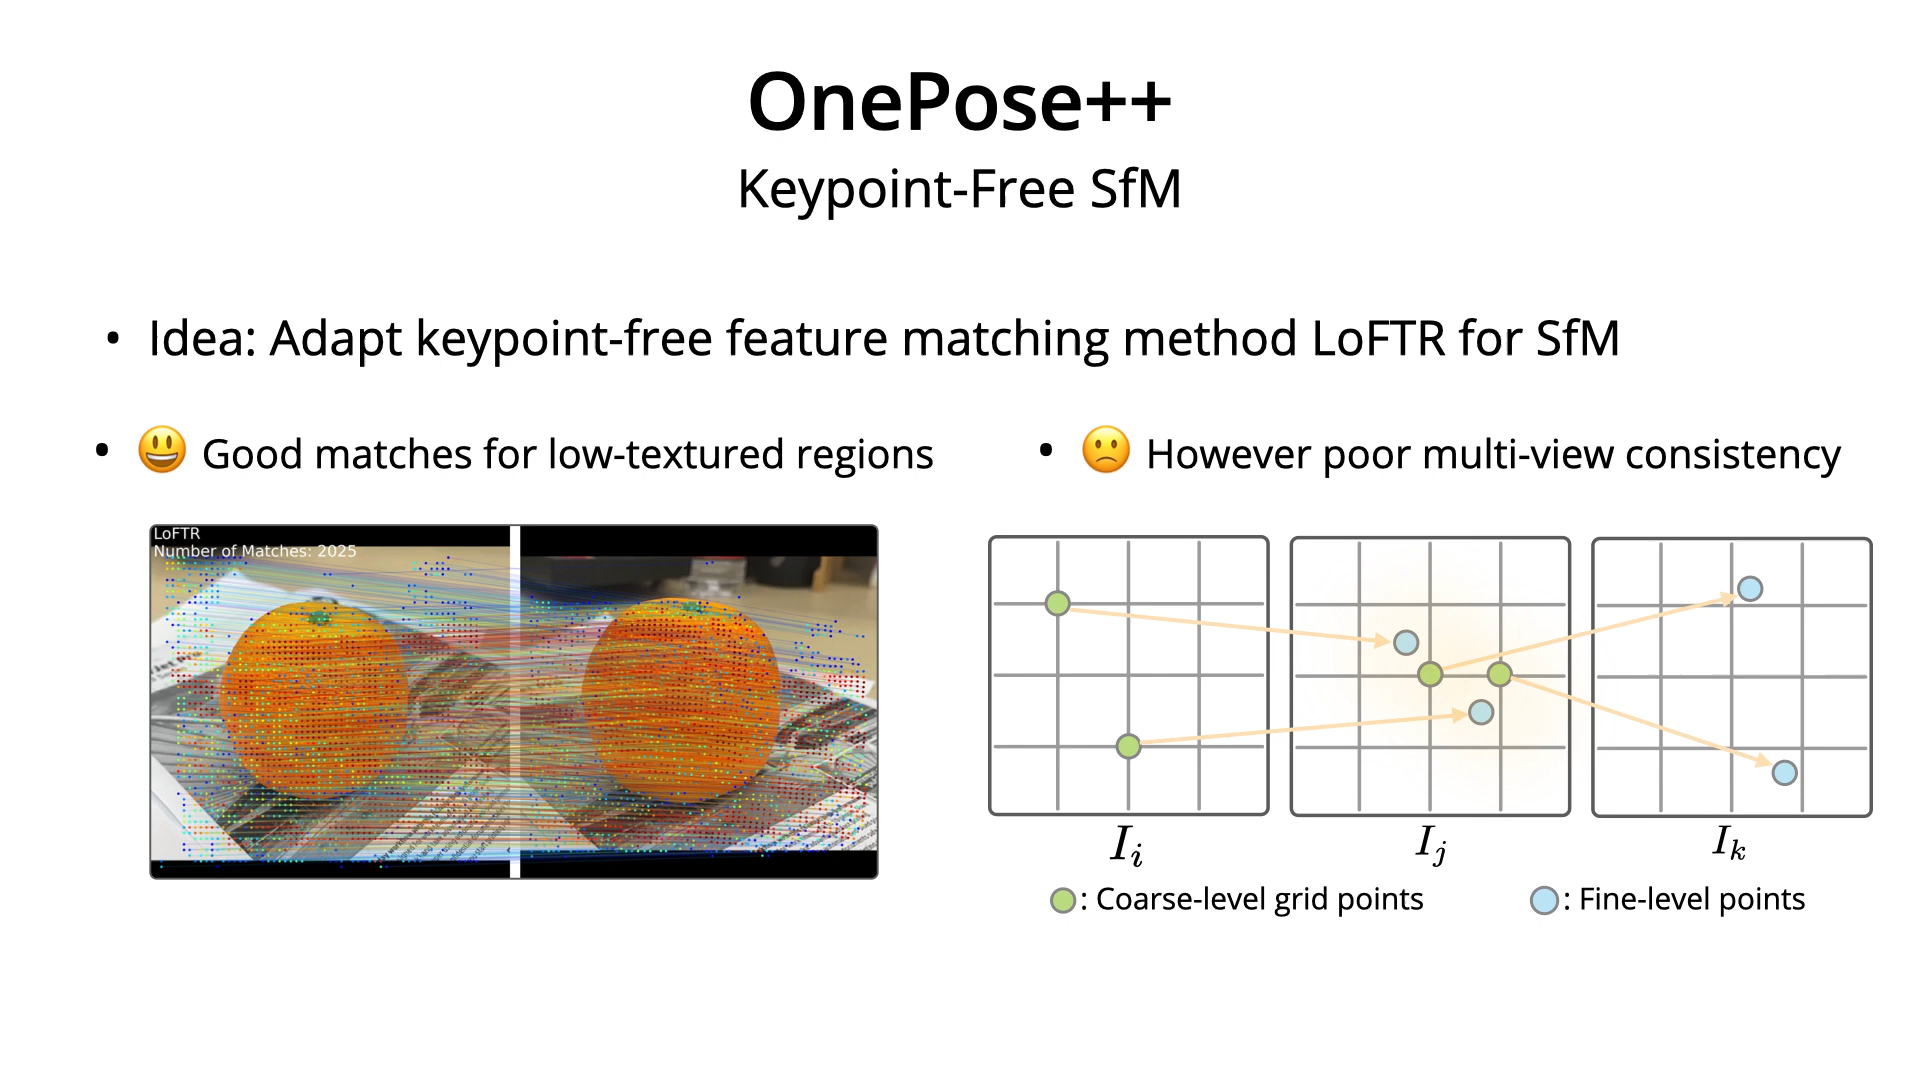 OnePose++
Keypoint-Free SfM
• Idea: Adapt keypoint-free feature matching method LoFTR for SfM
• 😃 Good matches for low-textured regions
• 🙁 However poor multi-view consistency
LoFTR
Number of Matches: 2025
I_i
I_j
I_k
: Coarse-level grid points
: Fine-level points